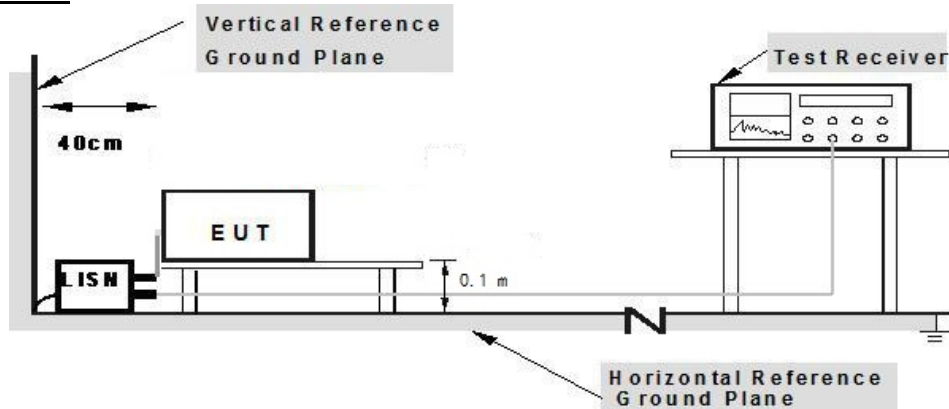 Vertical Reference
Ground Plane
Test Receiver
40cm
EUT
LISN
0.1 m
Horizontal Reference
Ground Plane